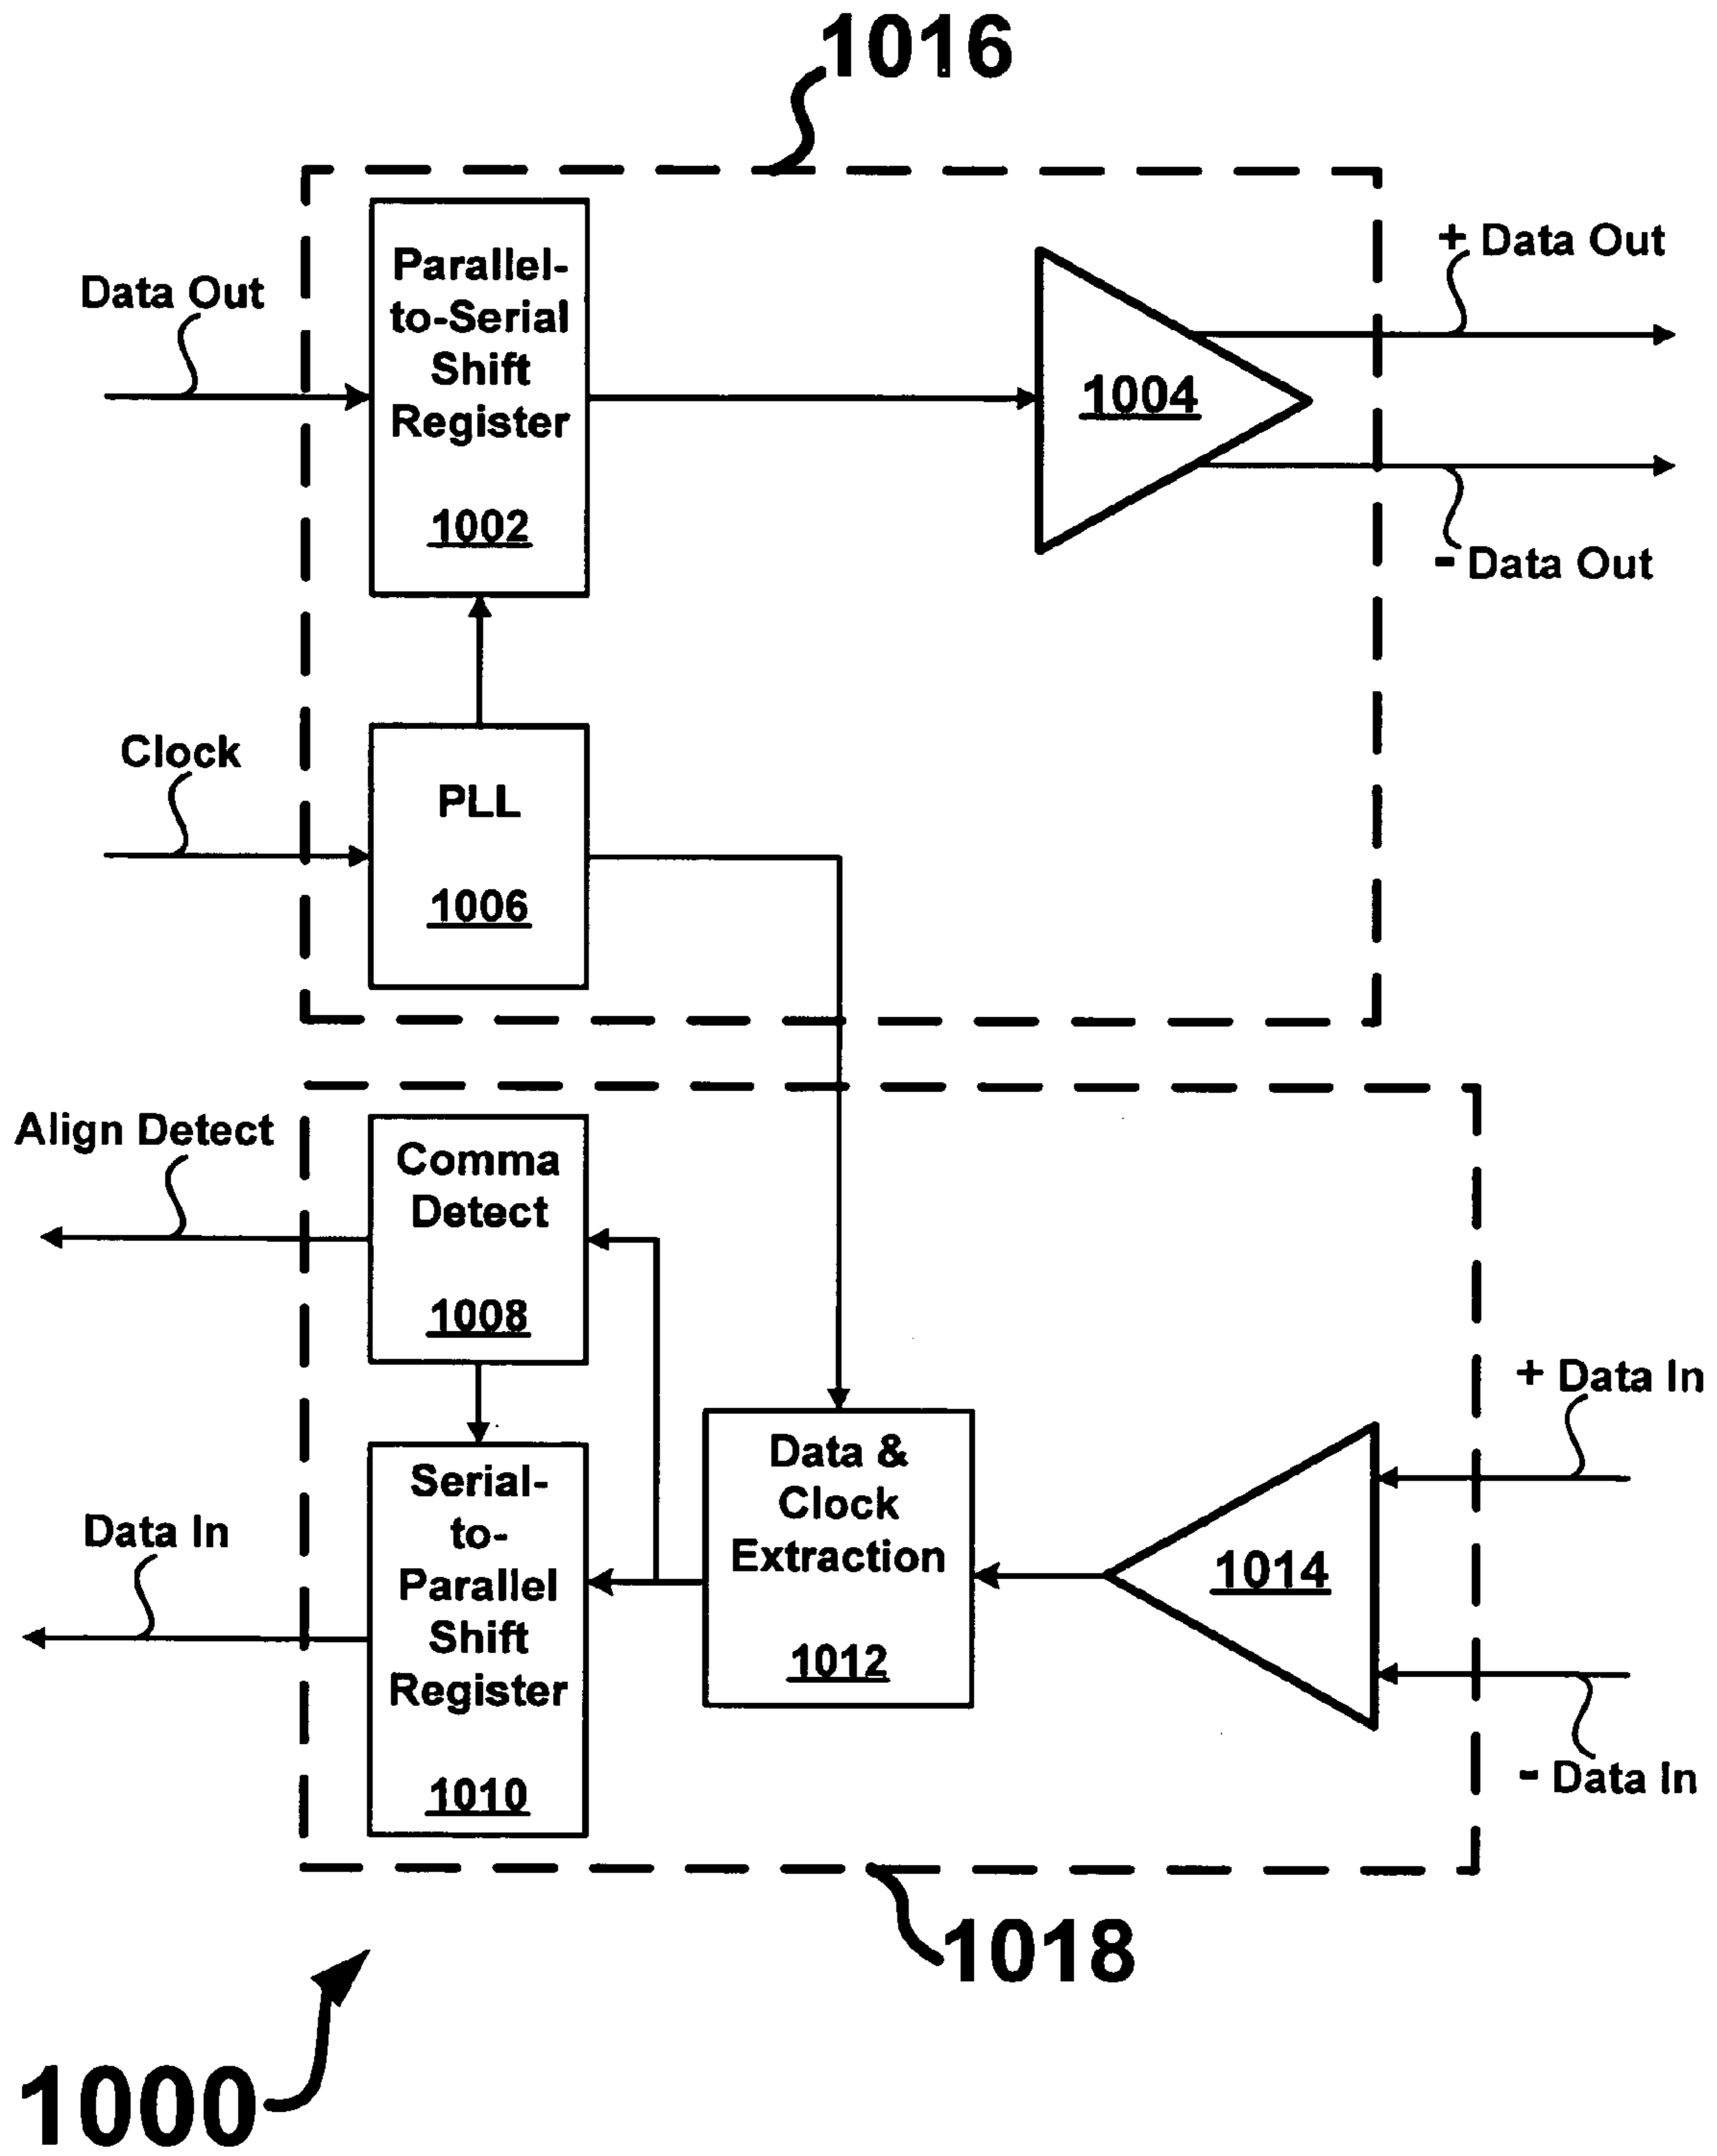 1016
Data Out
Parallel-
to-Serial
Shift
Register
1002
1004
+ Data Out
- Data Out
Clock
PLL
1006
Align Detect
Comma
Detect
1008
Data In
Serial-
to-
Parallel
Shift
Register
1010
Data &
Clock
Extraction
1012
1014
+ Data In
- Data In
1018
1000